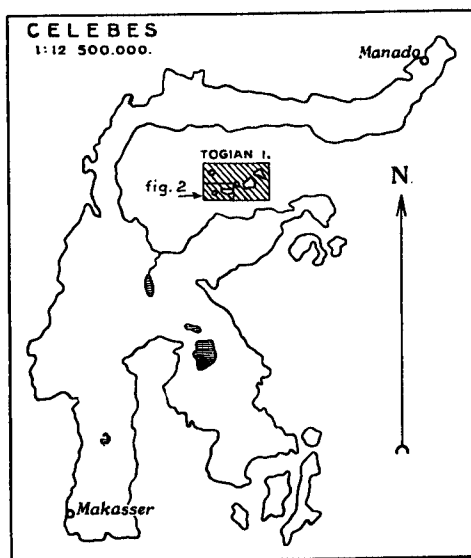 CELEBES
1:12 500.000.
Manado
TOGIAN I.
fig. 2
N
Makasser